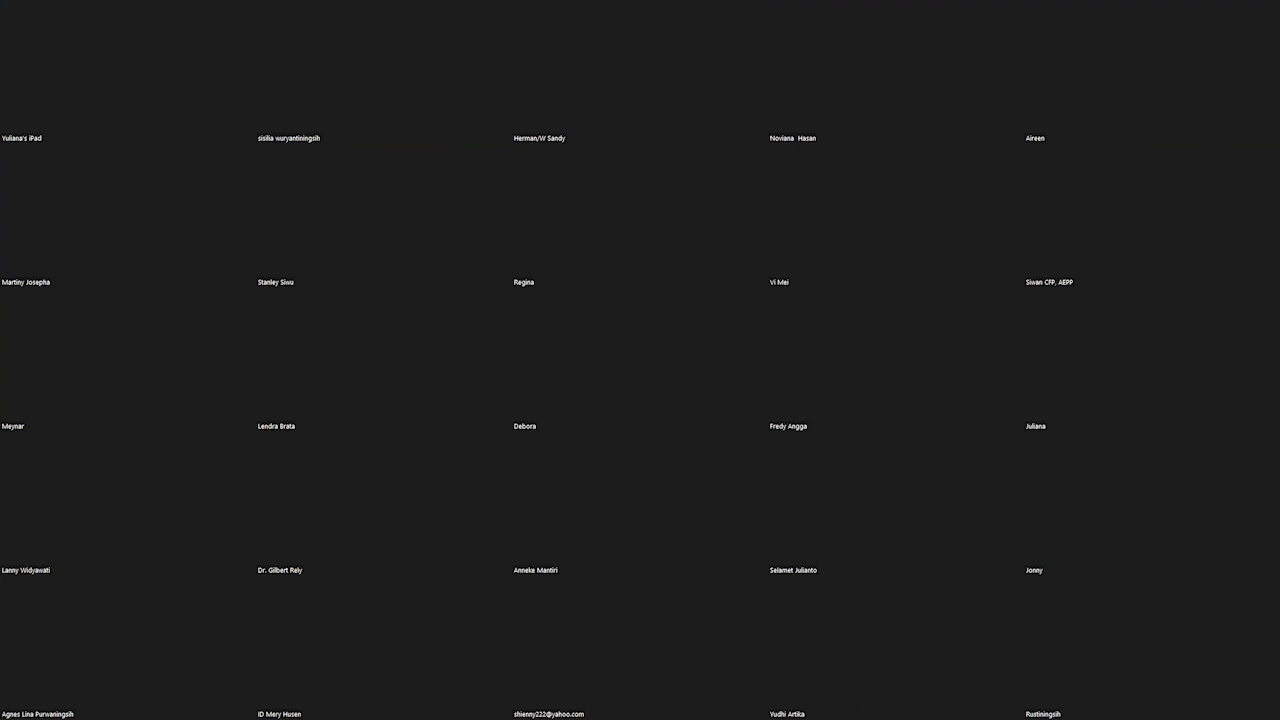 Yuliana's iPad
sisilia wuryantiningsih
Herman/W Sandy
Noviana  Hasan
Aireen
Martiny Josepha
Stanley Siwu
Regina
Vi Mei
Siwan CFP, AEPP
Meynar
Lendra Brata
Debora
Fredy Angga
Juliana
Lanny Widyawati
Dr. Gilbert Rely
Anneke Mantiri
Selamet Julianto
Jonny
Agnes Lina Purwaningsih
ID Mery Husen
shienny222@yahoo.com
Yudhi Artika
Rustiningsih